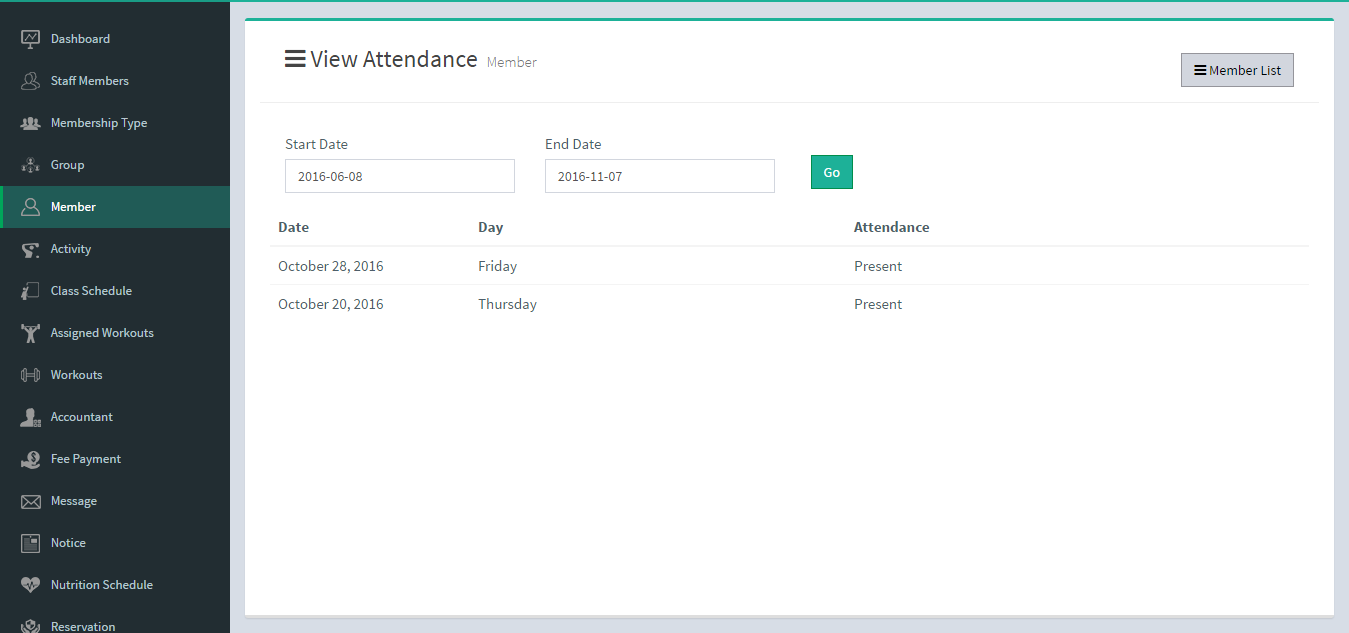 Dashboard
Staff Members
Membership Type
Group
Member
Activity
Class Schedule
Assigned Workouts
Workouts
Accountant
Fee Payment
Message
Notice
Nutrition Schedule
Reservation
View Attendance Member
Member List
Start Date End Date
2016-06-08 2016-11-07 Go
Date Day Attendance
October 28, 2016 Friday Present
October 20, 2016 Thursday Present